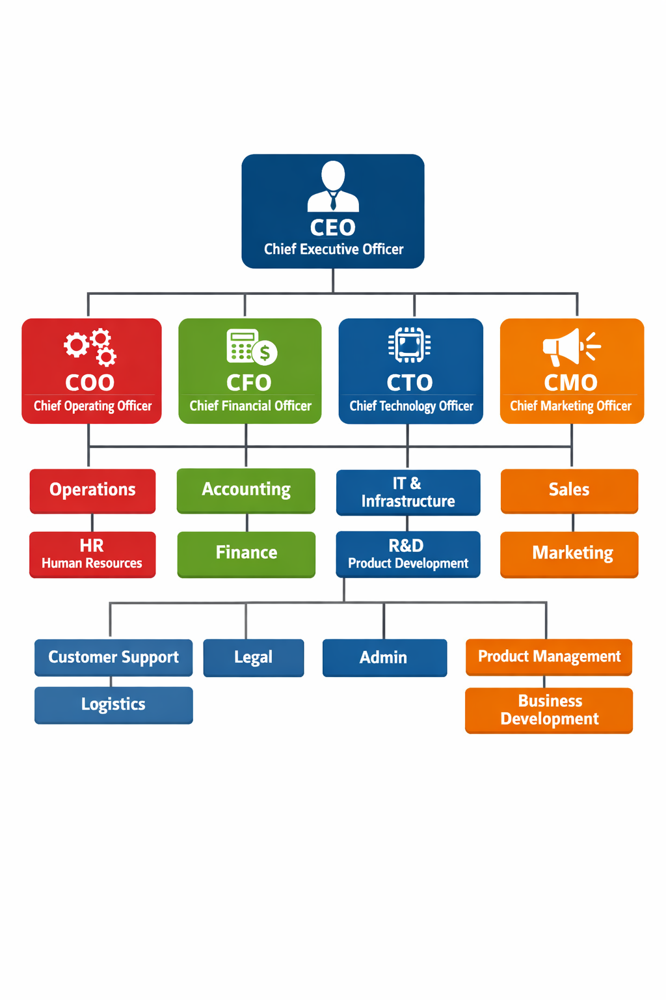 CEO
Chief Executive Officer
COO
Chief Operating Officer
$
CFO
Chief Financial Officer
CTO
Chief Technology Officer
CMO
Chief Marketing Officer
Operations
Accounting
IT &
Infrastructure
Sales
HR
Human Resources
Finance
R&D
Product Development
Marketing
Customer Support
Legal
Admin
Product Management
Logistics
Business
Development